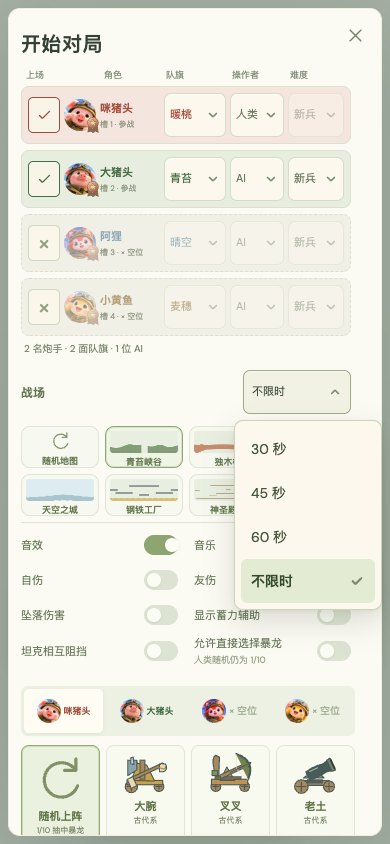 开始对局
上场 角色 队旗 操作者 难度
咪猪头 暖桃 人类 新兵
槽 1 · 参战
大猪头 青苔 AI 新兵
槽 2 · 参战
阿狸 晴空 AI 新兵
槽 3 · × 空位
小黄鱼 麦穗 AI 新兵
槽 4 · × 空位
2 名炮手 · 2 面队旗 · 1 位 AI
战场 不限时
30 秒
45 秒
60 秒
不限时
随机地图 青苔峡谷 独木
天空之城 钢铁工厂 神圣
音效 音乐
自伤 友伤
坠落伤害 显示蓄力辅助
坦克相互阻挡 允许直接选择暴龙
人类随机仍为 1/10
咪猪头 大猪头 × 空位 × 空位
随机上阵 大腕 叉叉 老土
1/10 抽中暴龙 古代系 古代系 古代系